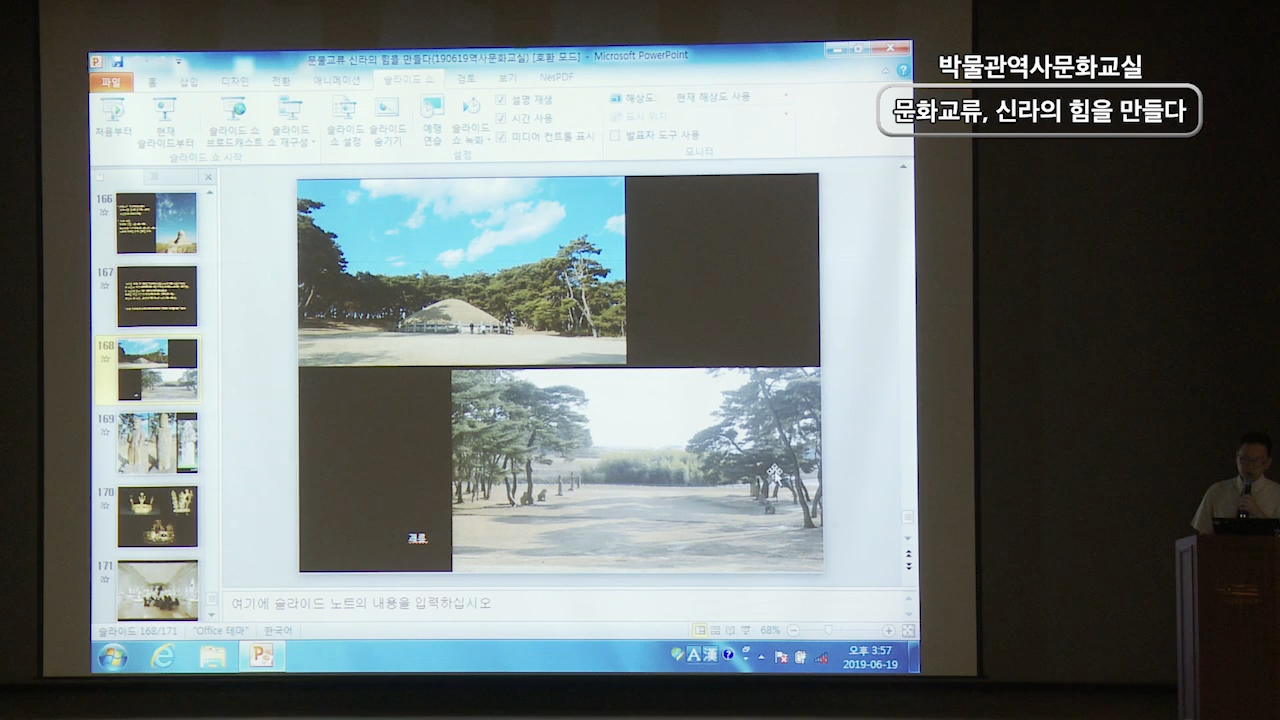 박물관역사문화교실
문화교류, 신라의 힘을 만들다
문물교류 신라의 힘을 만들다(190619역사문화교실) [호환 모드] - Microsoft PowerPoint
파일 홈 삽입 디자인 전환 애니메이션 슬라이드 쇼 검토 보기 NetPDF
처음부터
현재
슬라이드부터
슬라이드 쇼
브로드캐스트
슬라이드
쇼 재구성
슬라이드
쇼 설정
슬라이드
숨기기
예행
연습
슬라이드
쇼 녹화
설명 재생
시간 사용
미디어 컨트롤 표시
해상도: 현재 해상도 사용
표시 위치:
발표자 도구 사용
슬라이드 쇼 시작 설정 모니터
166
167
168
169
170
171
괘릉
여기에 슬라이드 노트의 내용을 입력하십시오
슬라이드 168/171 "Office 테마" 한국어 68%
A 漢
오후 3:57
2019-06-19